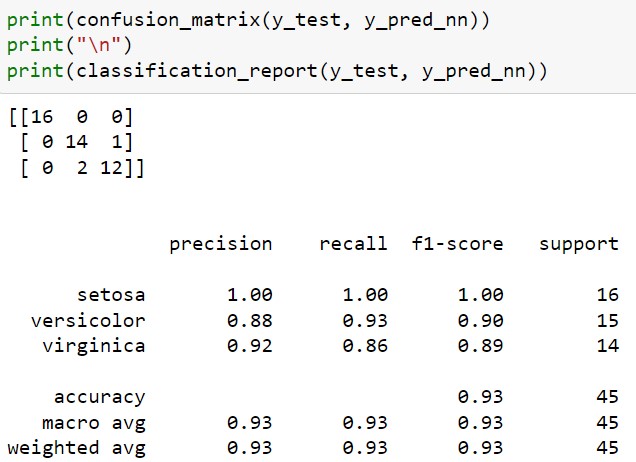 print(confusion_matrix(y_test, y_pred_nn))
print("\n")
print(classification_report(y_test, y_pred_nn))
[[16  0  0]
 [ 0 14  1]
 [ 0  2 12]]
              precision    recall  f1-score   support
      setosa       1.00      1.00      1.00        16
  versicolor       0.88      0.93      0.90        15
   virginica       0.92      0.86      0.89        14
    accuracy                           0.93        45
   macro avg       0.93      0.93      0.93        45
weighted avg       0.93      0.93      0.93        45